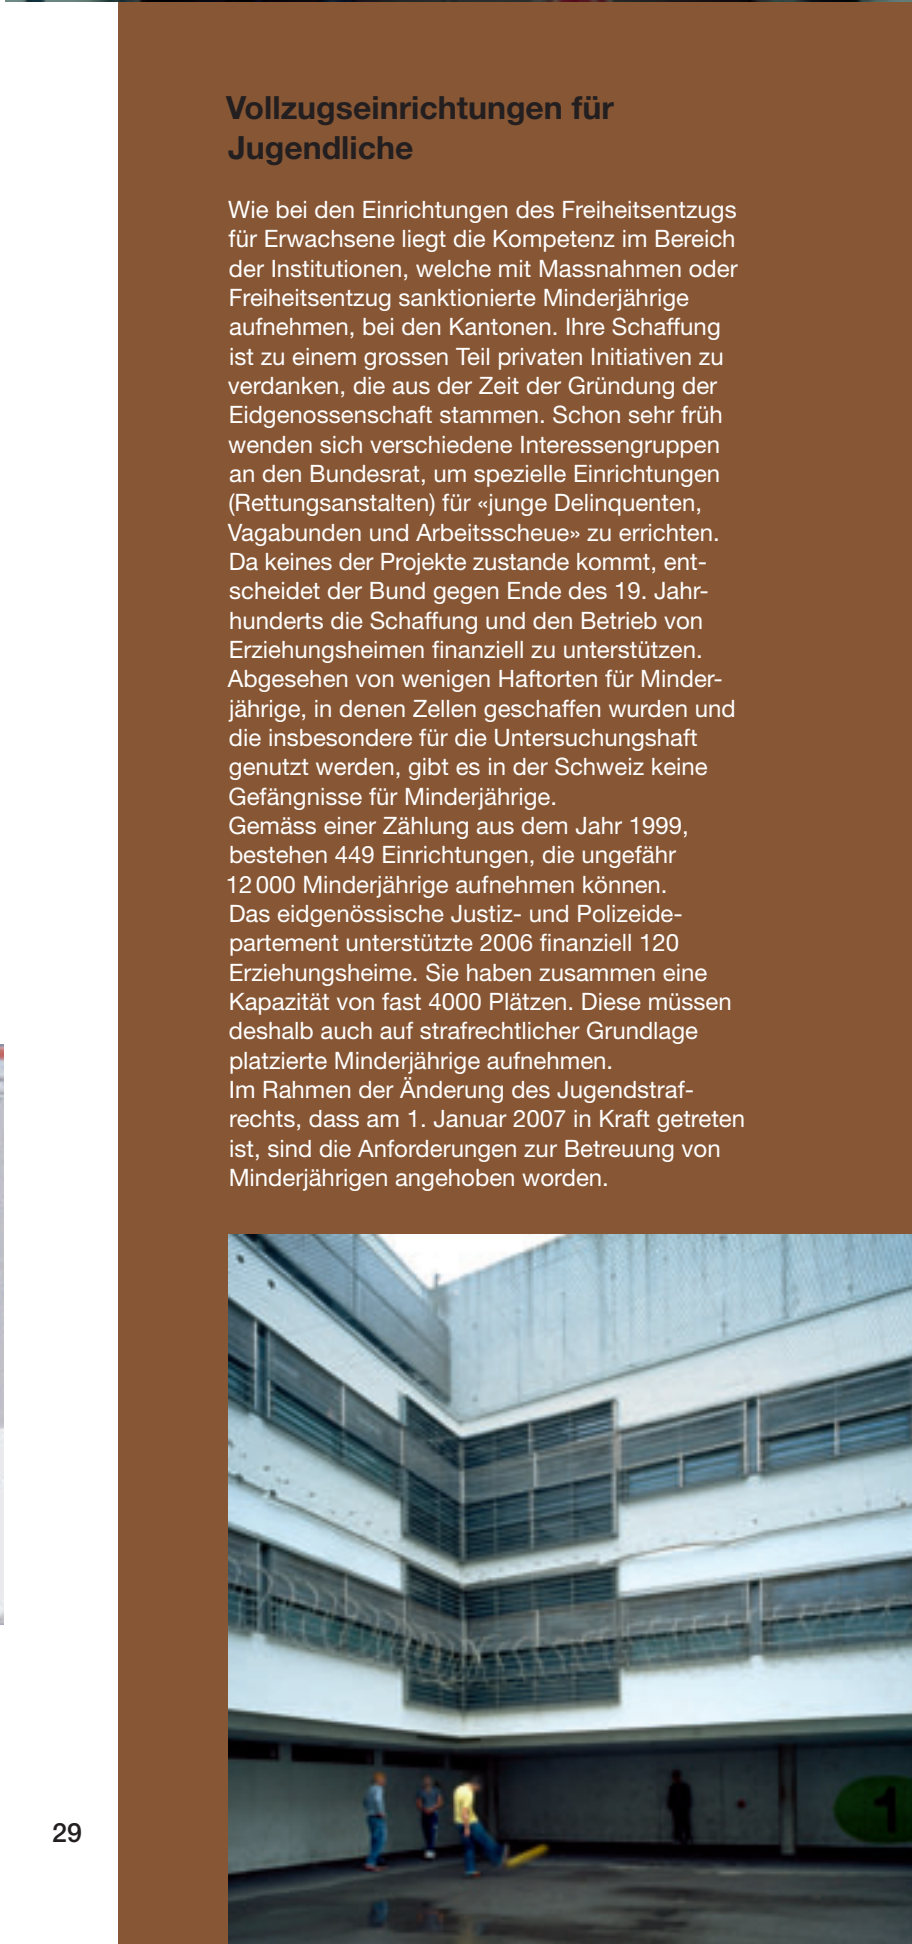 Vollzugseinrichtungen für
Jugendliche
Wie bei den Einrichtungen des Freiheitsentzugs
für Erwachsene liegt die Kompetenz im Bereich
der Institutionen, welche mit Massnahmen oder
Freiheitsentzug sanktionierte Minderjährige
aufnehmen, bei den Kantonen. Ihre Schaffung
ist zu einem grossen Teil privaten Initiativen zu
verdanken, die aus der Zeit der Gründung der
Eidgenossenschaft stammen. Schon sehr früh
wenden sich verschiedene Interessengruppen
an den Bundesrat, um spezielle Einrichtungen
(Rettungsanstalten) für «junge Delinquenten,
Vagabunden und Arbeitsscheue» zu errichten.
Da keines der Projekte zustande kommt, ent-
scheidet der Bund gegen Ende des 19. Jahr-
hunderts die Schaffung und den Betrieb von
Erziehungsheimen finanziell zu unterstützen.
Abgesehen von wenigen Haftorten für Minder-
jährige, in denen Zellen geschaffen wurden und
die insbesondere für die Untersuchungshaft
genutzt werden, gibt es in der Schweiz keine
Gefängnisse für Minderjährige.
Gemäss einer Zählung aus dem Jahr 1999,
bestehen 449 Einrichtungen, die ungefähr
12 000 Minderjährige aufnehmen können.
Das eidgenössische Justiz- und Polizeide-
partement unterstützte 2006 finanziell 120
Erziehungsheime. Sie haben zusammen eine
Kapazität von fast 4000 Plätzen. Diese müssen
deshalb auch auf strafrechtlicher Grundlage
platzierte Minderjährige aufnehmen.
Im Rahmen der Änderung des Jugendstraf-
rechts, dass am 1. Januar 2007 in Kraft getreten
ist, sind die Anforderungen zur Betreuung von
Minderjährigen angehoben worden.
1
29